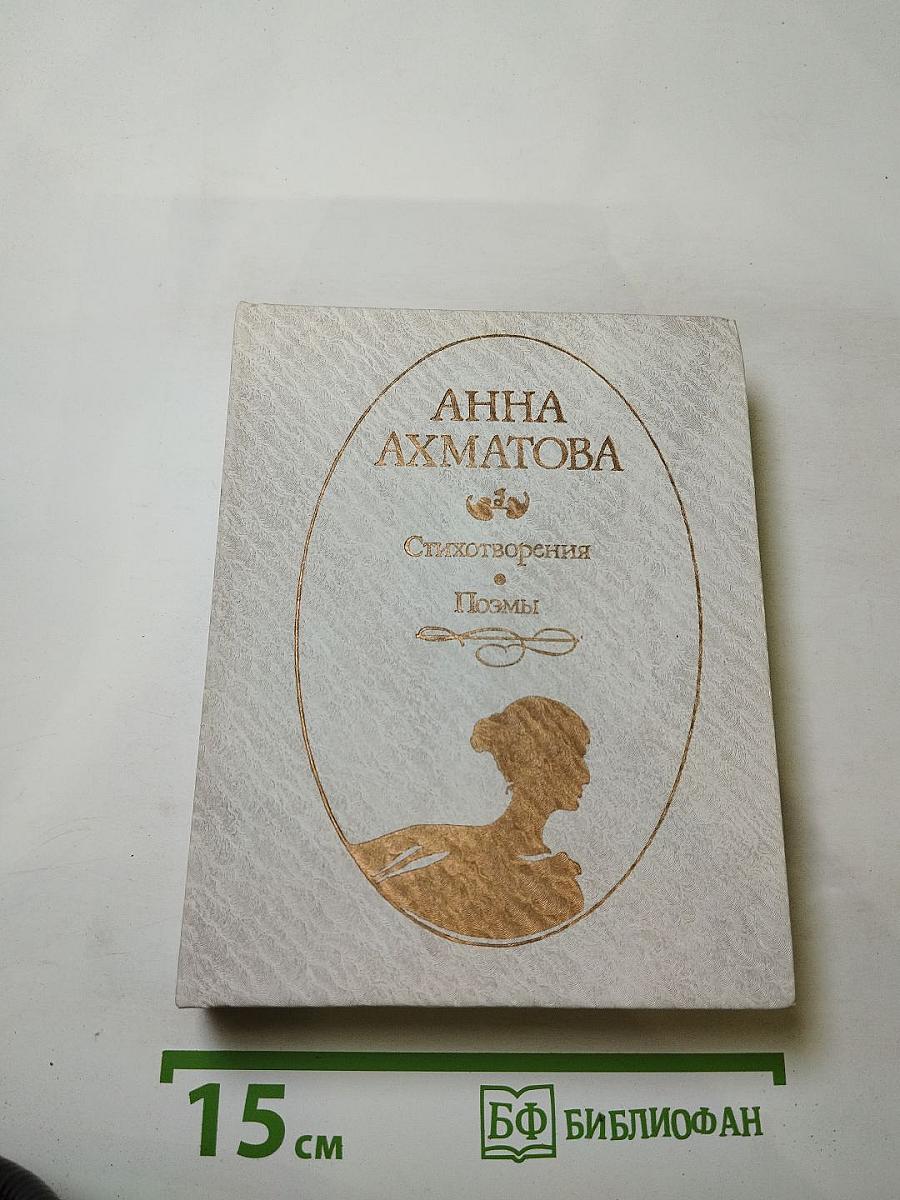 АННА
АХМАТОВА
Стихотворения
Поэмы
15 см
БФ БИБЛИОФАН